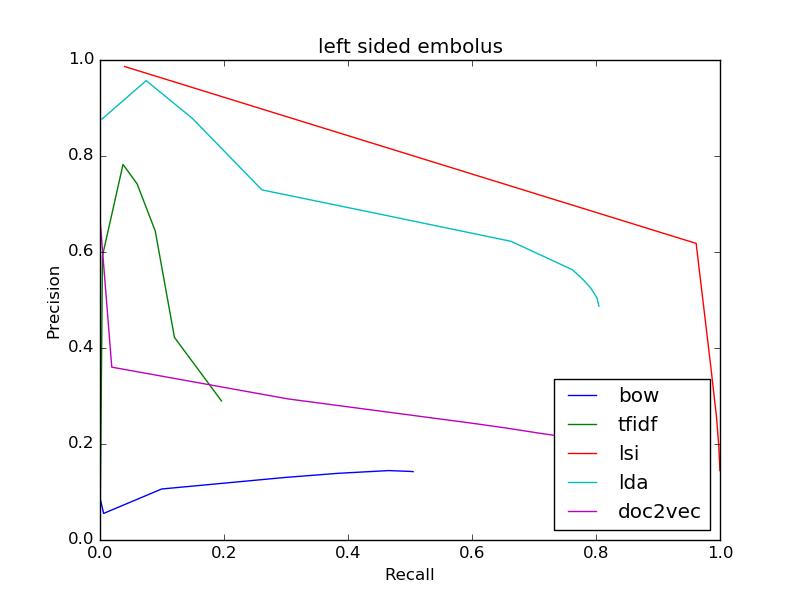 left sided embolus
1.0
0.8
0.6
0.4
0.2
0.0
Precision
0.0 0.2 0.4 0.6 0.8 1.0
Recall
bow
tfidf
lsi
lda
doc2vec